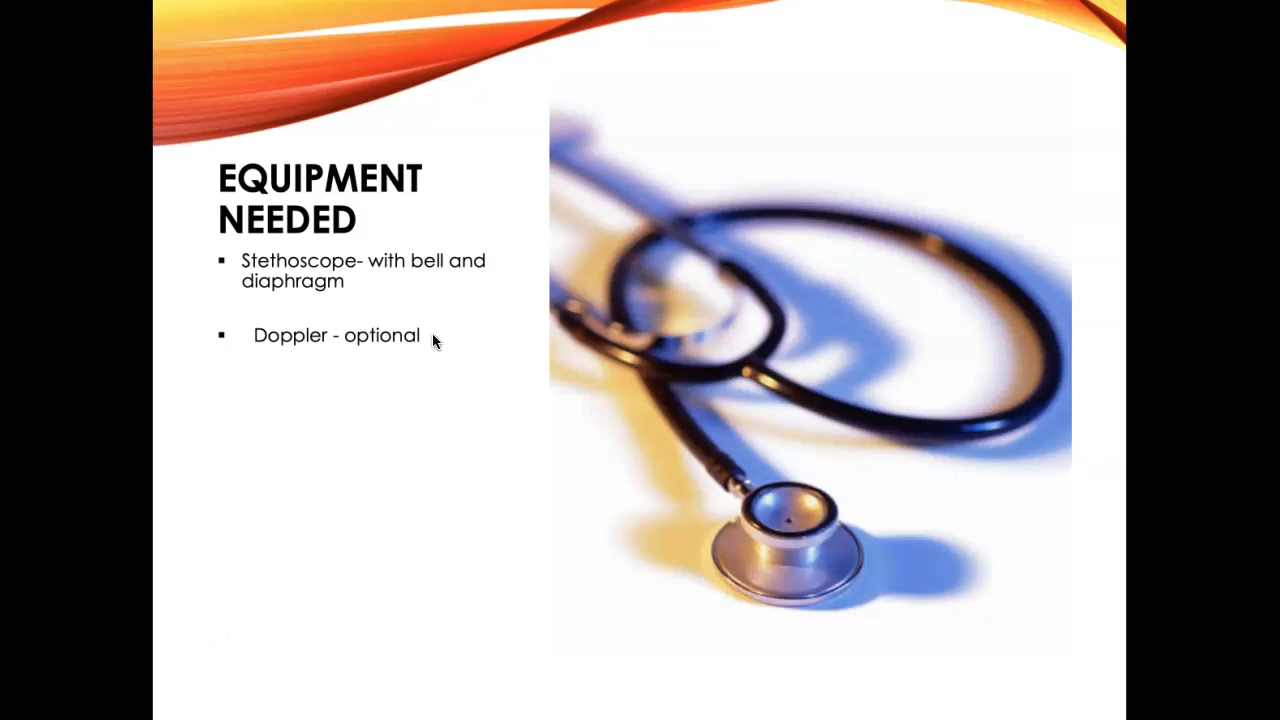 EQUIPMENT
NEEDED
▪ Stethoscope- with bell and
diaphragm
▪ Doppler - optional